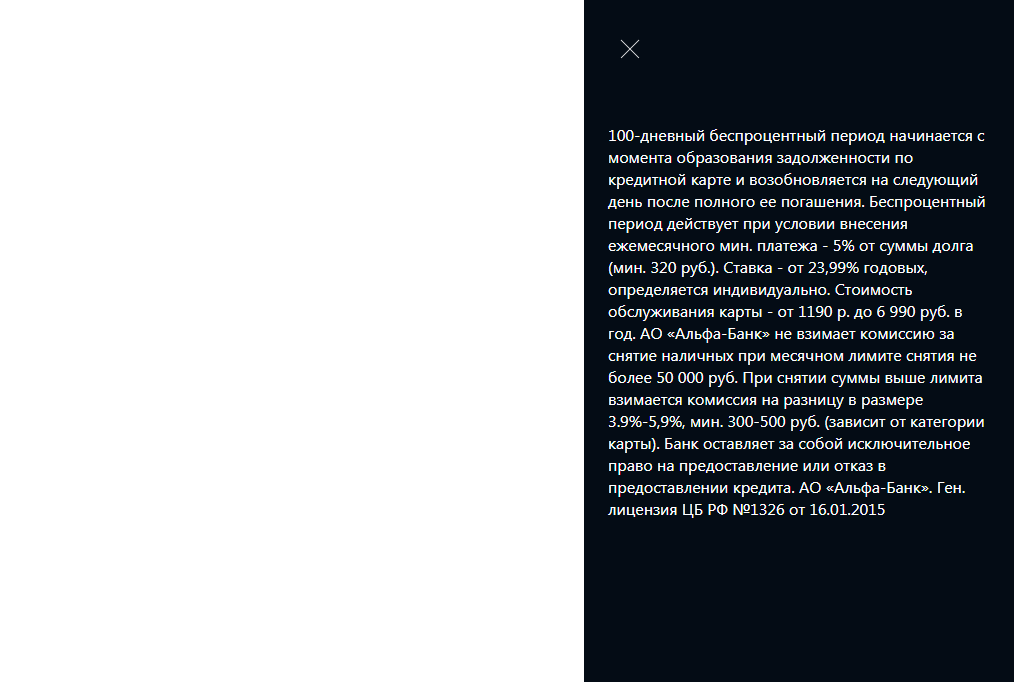 100-дневный беспроцентный период начинается с
момента образования задолженности по
кредитной карте и возобновляется на следующий
день после полного ее погашения. Беспроцентный
период действует при условии внесения
ежемесячного мин. платежа - 5% от суммы долга
(мин. 320 руб.). Ставка - от 23,99% годовых,
определяется индивидуально. Стоимость
обслуживания карты - от 1190 р. до 6 990 руб. в
год. АО «Альфа-Банк» не взимает комиссию за
снятие наличных при месячном лимите снятия не
более 50 000 руб. При снятии суммы выше лимита
взимается комиссия на разницу в размере
3.9%-5,9%, мин. 300-500 руб. (зависит от категории
карты). Банк оставляет за собой исключительное
право на предоставление или отказ в
предоставлении кредита. АО «Альфа-Банк». Ген.
лицензия ЦБ РФ №1326 от 16.01.2015